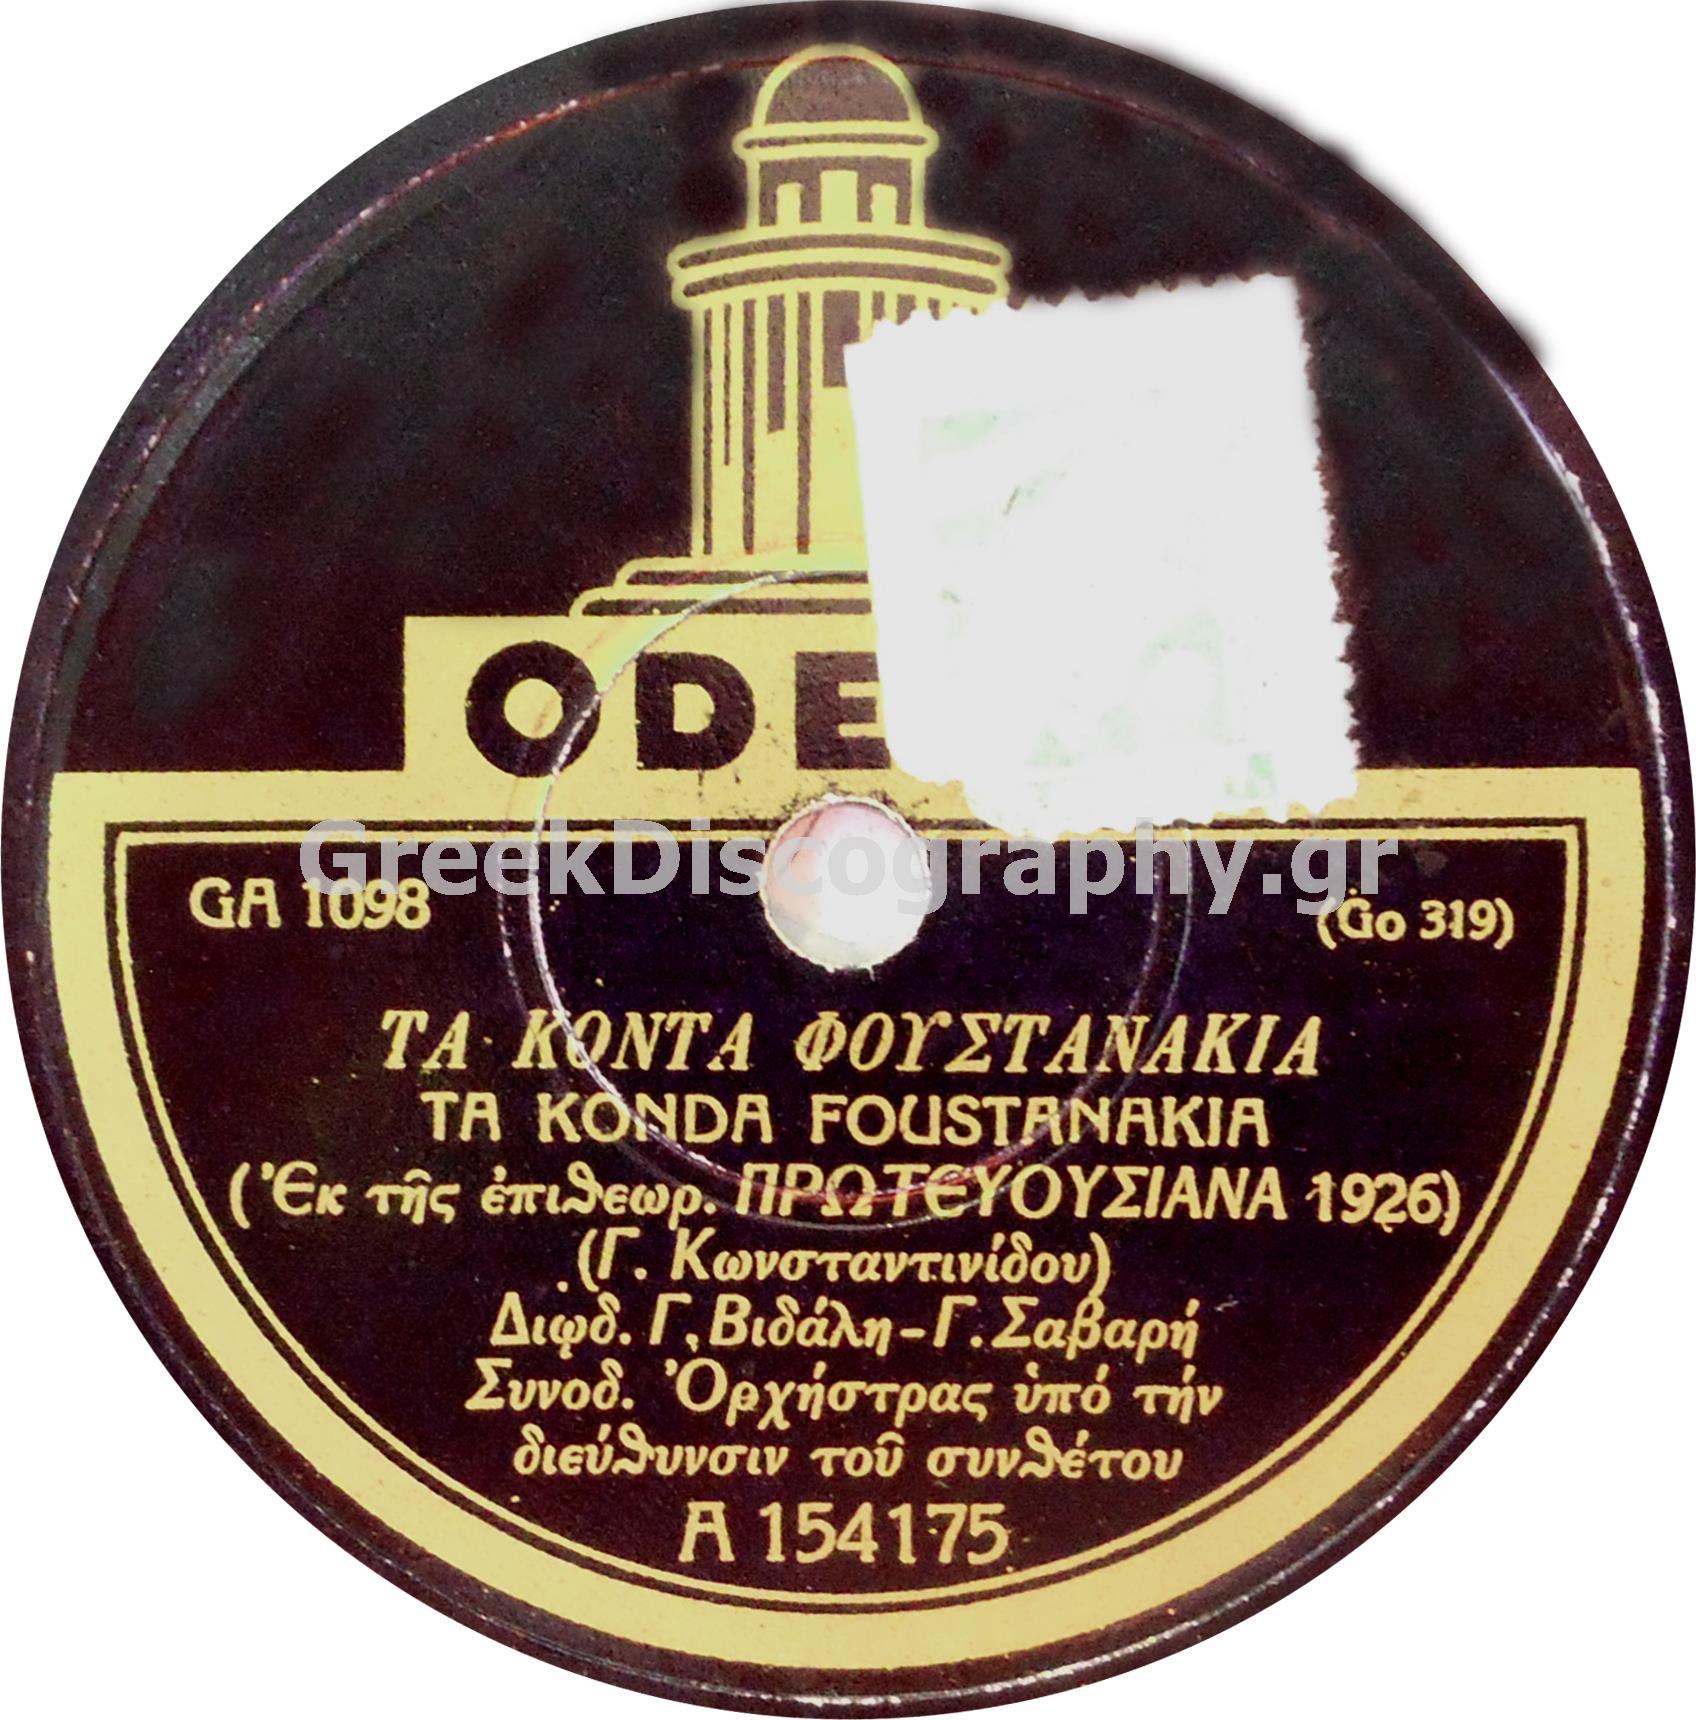 ODE
GreekDiscography.gr
GA 1098
(Go 319)
ΤΑ ΚΟΝΤΑ ΦΟΥΣΤΑΝΑΚΙΑ
TA KONDA FOUSTANAKIA
(Ἐκ τῆς ἐπιθεωρ. ΠΡΩΤΕΥΟΥΣΙΑΝΑ 1926)
(Γ. Κωνσταντινίδου)
Διῳδ. Γ. Βιδάλη - Γ. Σαβαρή
Συνοδ. Ὀρχήστρας ὑπό τήν
διεύθυνσιν τοῦ συνθέτου
A 154175